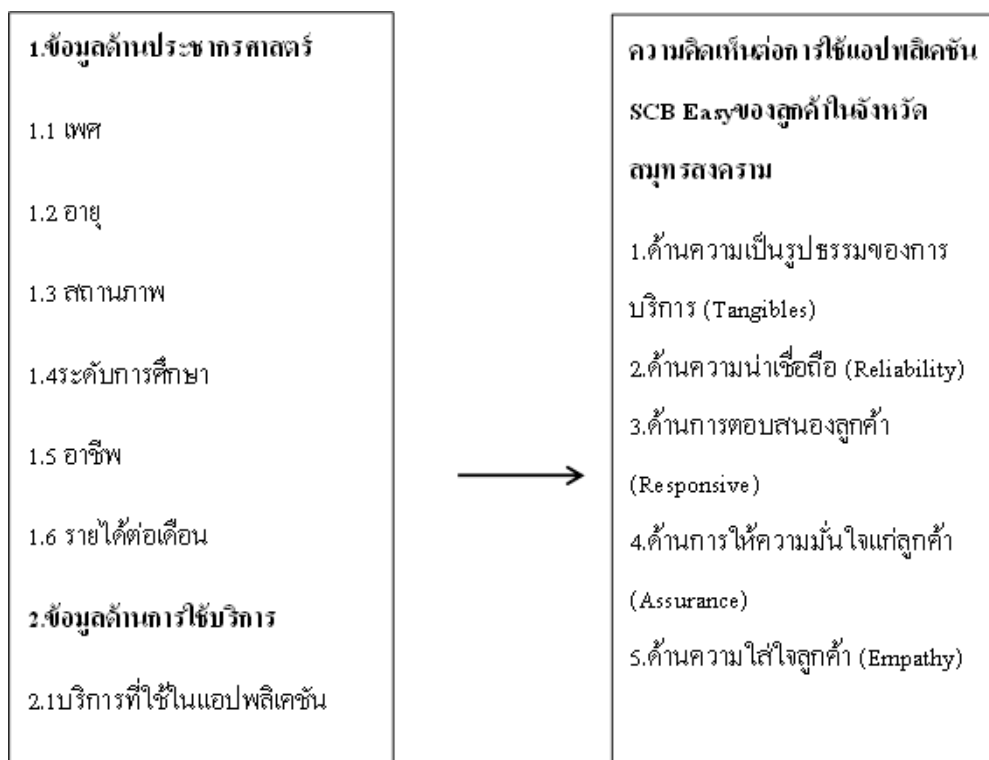 1.ข้อมูลด้านประชากรศาสตร์
1.1 เพศ
1.2 อายุ
1.3 สถานภาพ
1.4ระดับการศึกษา
1.5 อาชีพ
1.6 รายได้ต่อเดือน
2.ข้อมูลด้านการใช้บริการ
2.1บริการที่ใช้ในแอปพลิเคชัน
ความคิดเห็นต่อการใช้แอปพลิเคชัน
SCB Easyของลูกค้าในจังหวัด
สมุทรสงคราม
1.ด้านความเป็นรูปธรรมของการ
บริการ (Tangibles)
2.ด้านความน่าเชื่อถือ (Reliability)
3.ด้านการตอบสนองลูกค้า
(Responsive)
4.ด้านการให้ความมั่นใจแก่ลูกค้า
(Assurance)
5.ด้านความใส่ใจลูกค้า (Empathy)